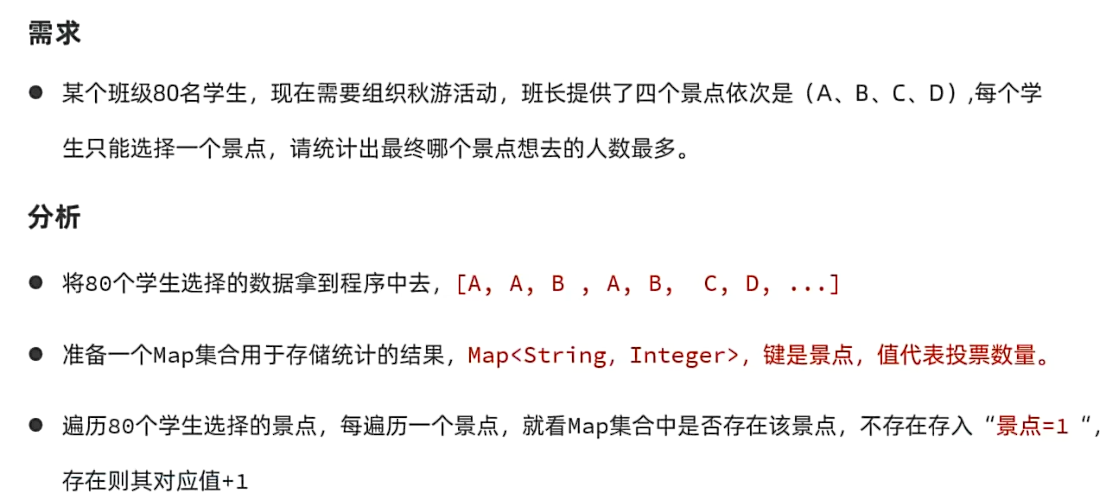 需求
● 某个班级80名学生，现在需要组织秋游活动，班长提供了四个景点依次是（A、B、C、D）,每个学
生只能选择一个景点，请统计出最终哪个景点想去的人数最多。
分析
● 将80个学生选择的数据拿到程序中去，[A, A, B , A, B, C, D, ...]
● 准备一个Map集合用于存储统计的结果，Map<String, Integer>，键是景点，值代表投票数量。
● 遍历80个学生选择的景点，每遍历一个景点，就看Map集合中是否存在该景点，不存在存入“景点=1“，
存在则其对应值+1